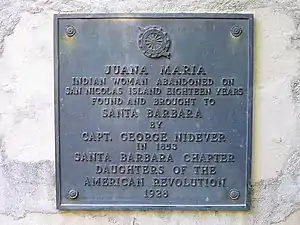 JUANA MARIA
INDIAN WOMAN ABANDONED ON
SAN NICOLAS ISLAND EIGHTEEN YEARS
FOUND AND BROUGHT TO
SANTA BARBARA
BY
CAPT. GEORGE NIDEVER
IN 1853
SANTA BARBARA CHAPTER
DAUGHTERS OF THE
AMERICAN REVOLUTION
1928